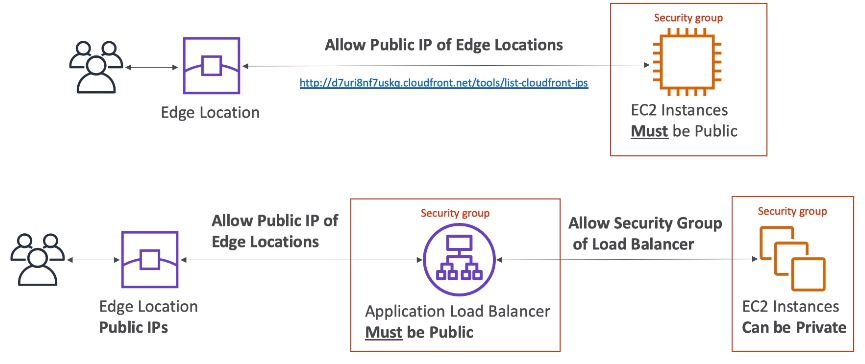 Security group
Allow Public IP of Edge Locations
http://d7uri8nf7uskq.cloudfront.net/tools/list-cloudfront-ips
Edge Location
EC2 Instances
Must be Public
Security group
Allow Public IP of
Edge Locations
Allow Security Group
of Load Balancer
Security group
Edge Location
Public IPs
Application Load Balancer
Must be Public
EC2 Instances
Can be Private